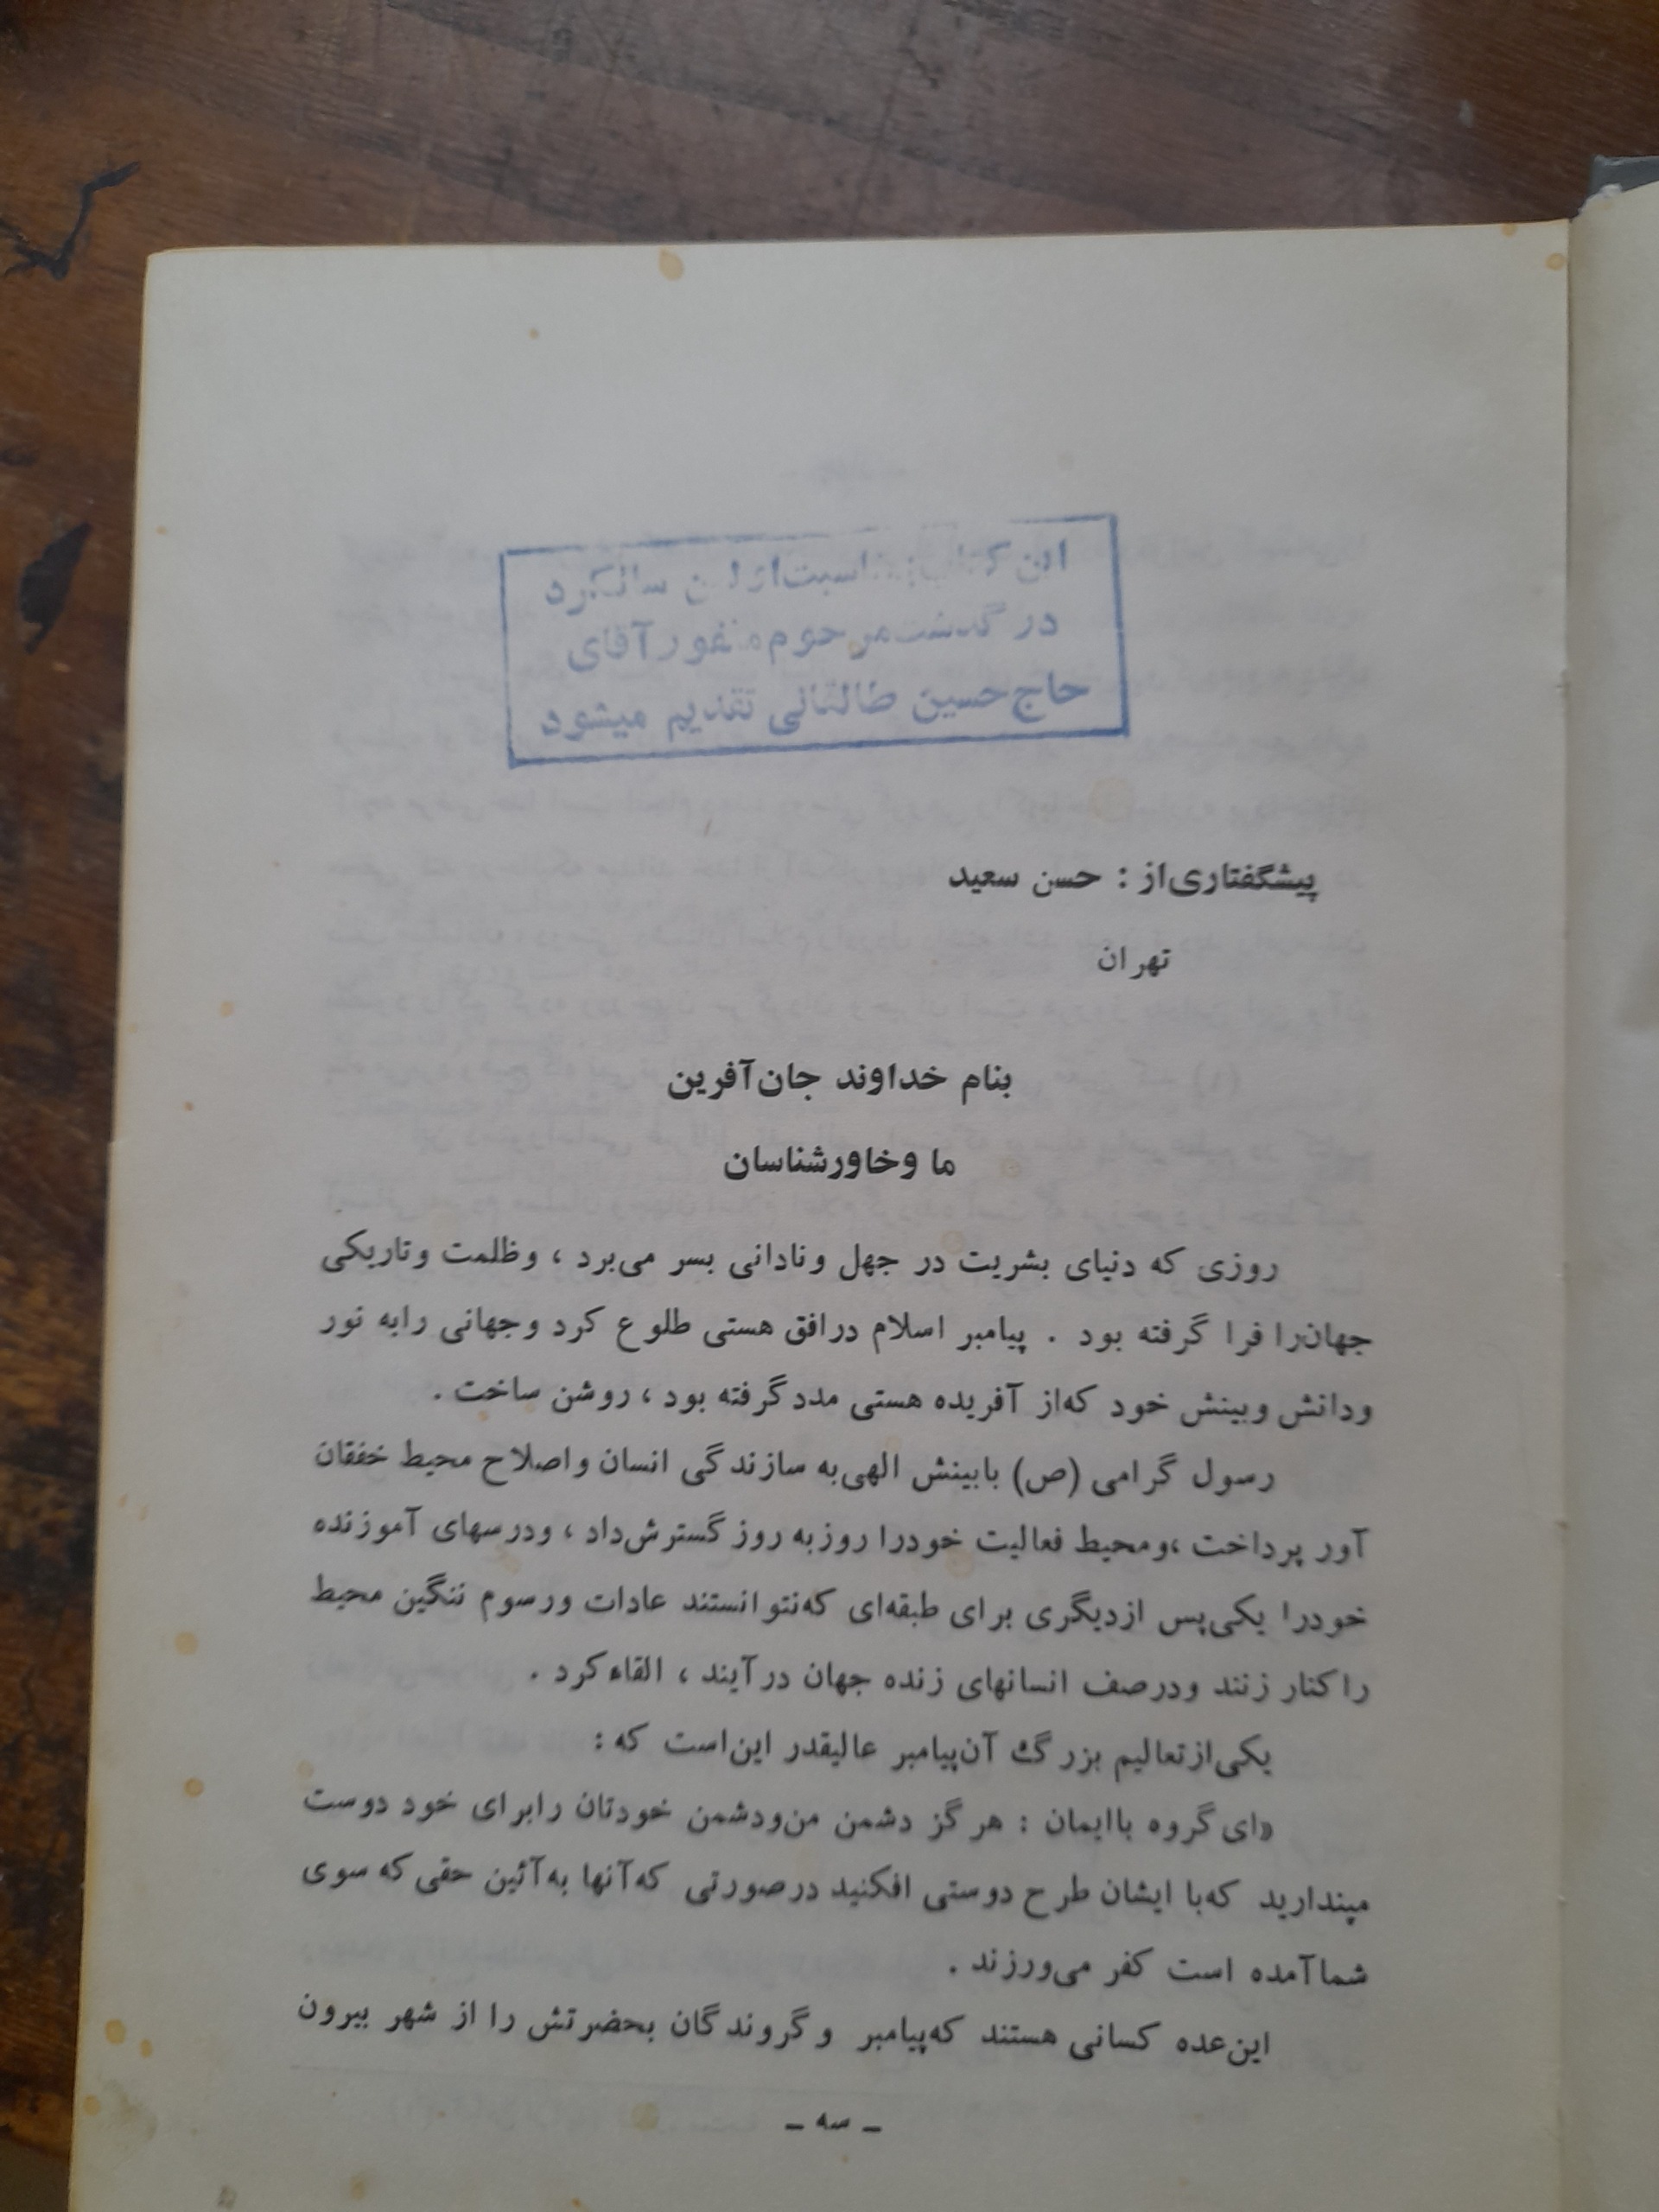 این کتاب بمناسبت اولین سالگرد
در گذشت مرحوم مغفور آقای
حاج حسین طالقانی تقدیم میشود
پیشگفتاری از : حسن سعید
تهران
بنام خداوند جان‌آفرین
ما وخاورشناسان
روزی که دنیای بشریت در جهل ونادانی بسر می‌برد ، وظلمت وتاریکی
جهان‌را فرا گرفته بود . پیامبر اسلام درافق هستی طلوع کرد وجهانی رابه نور
ودانش وبینش خود که‌از آفریده هستی مدد گرفته بود ، روشن ساخت .
رسول گرامی (ص) بابینش الهی‌به سازندگی انسان واصلاح محیط خفقان
آور پرداخت ،ومحیط فعالیت خودرا روزبه روز گسترش‌داد ، ودرسهای آموزنده
خودرا یکی‌پس ازدیگری برای طبقه‌ای که‌نتوانستند عادات ورسوم ننگین محیط
را کنار زنند ودرصف انسانهای زنده جهان در آیند ، القاء کرد .
یکی‌ازتعالیم بزرگ آن‌پیامبر عالیقدر این‌است که :
«ای گروه باایمان : هرگز دشمن من‌ودشمن خودتان رابرای خود دوست
مپندارید که‌با ایشان طرح دوستی افکنید درصورتی که‌آنها به‌آئین حقی که سوی
شماآمده است کفر می‌ورزند .
این‌عده کسانی هستند که‌پیامبر و گروندگان بحضرتش را از شهر بیرون
ـ سه ـ